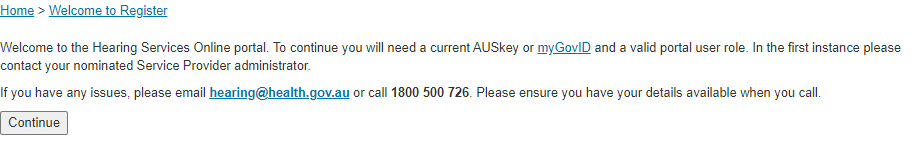 Home > Welcome to Register
Welcome to the Hearing Services Online portal. To continue you will need a current AUSkey or myGovID and a valid portal user role. In the first instance please
contact your nominated Service Provider administrator.
If you have any issues, please email hearing@health.gov.au or call 1800 500 726. Please ensure you have your details available when you call.
Continue